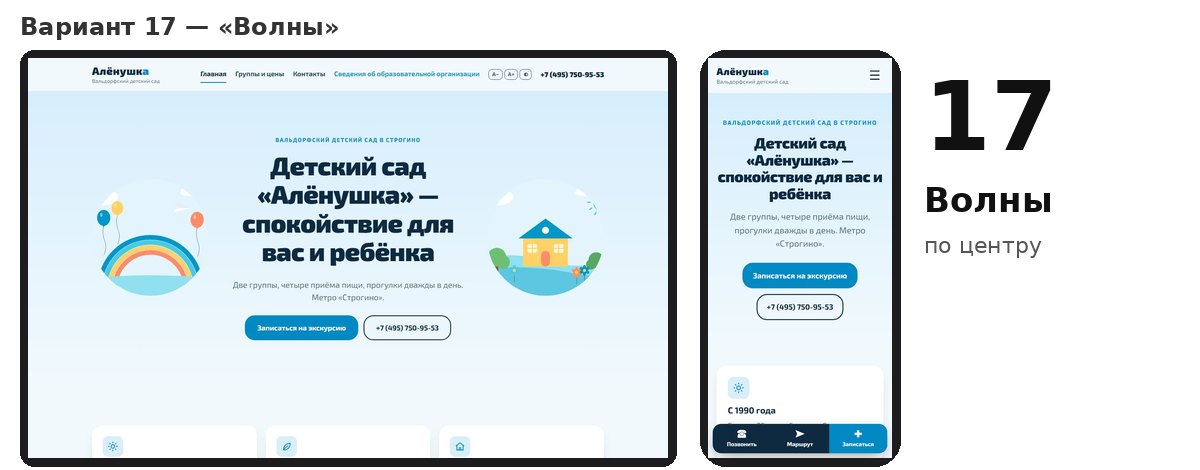 Вариант 17 — «Волны»
Алёнушка
Вальдорфский детский сад
Главная
Группы и цены
Контакты
Сведения об образовательной организации
A−
A+
+7 (495) 750-95-53
ВАЛЬДОРФСКИЙ ДЕТСКИЙ САД В СТРОГИНО
Детский сад
«Алёнушка» —
спокойствие для
вас и ребёнка
Две группы, четыре приёма пищи, прогулки дважды в день.
Метро «Строгино».
Записаться на экскурсию
+7 (495) 750-95-53
Алёнушка
Вальдорфский детский сад
ВАЛЬДОРФСКИЙ ДЕТСКИЙ САД В СТРОГИНО
Детский сад
«Алёнушка» —
спокойствие для вас и
ребёнка
Две группы, четыре приёма пищи,
прогулки дважды в день. Метро
«Строгино».
Записаться на экскурсию
+7 (495) 750-95-53
С 1990 года
Позвонить
Маршрут
Записаться
17
Волны
по центру